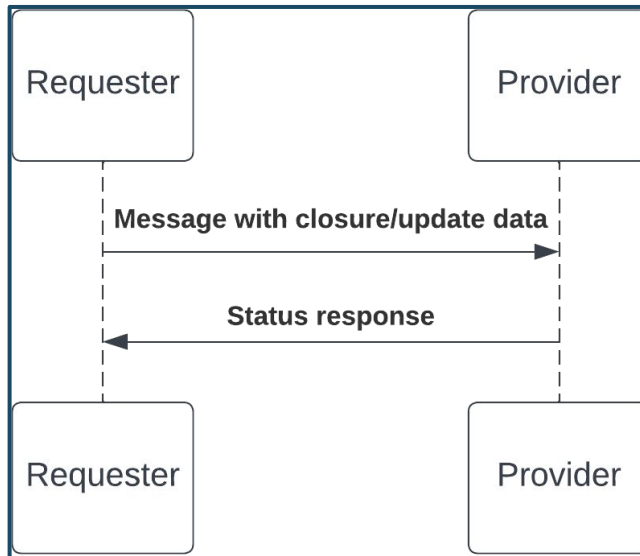 Requester
Provider
Message with closure/update data
Status response
Requester
Provider